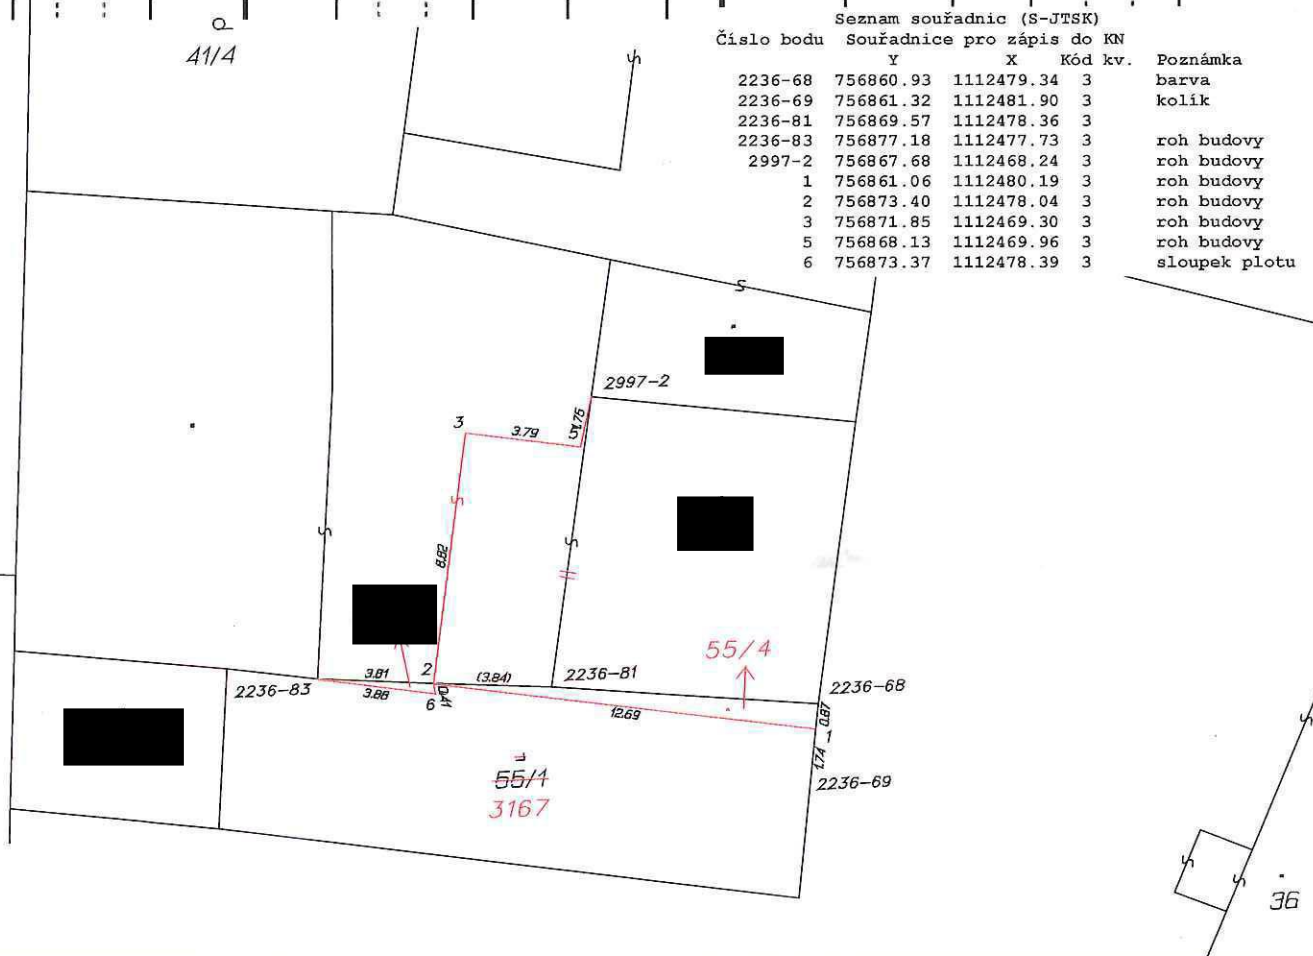 Seznam souřadnic (S-JTSK)
Číslo bodu Souřadnice pro zápis do KN
Y X Kód kv. Poznámka
2236-68 756860.93 1112479.34 3 barva
2236-69 756861.32 1112481.90 3 kolík
2236-81 756869.57 1112478.36 3
2236-83 756877.18 1112477.73 3 roh budovy
2997-2 756867.68 1112468.24 3 roh budovy
1 756861.06 1112480.19 3 roh budovy
2 756873.40 1112478.04 3 roh budovy
3 756871.85 1112469.30 3 roh budovy
5 756868.13 1112469.96 3 roh budovy
6 756873.37 1112478.39 3 sloupek plotu
41/4
2997-2
3
3.79
5
1.76
8.82
55/4
3.81
2
(3.84)
2236-81
2236-83
3.88
6
0.41
12.69
2236-68
0.87
1
1.74
2236-69
55/1
3167
36